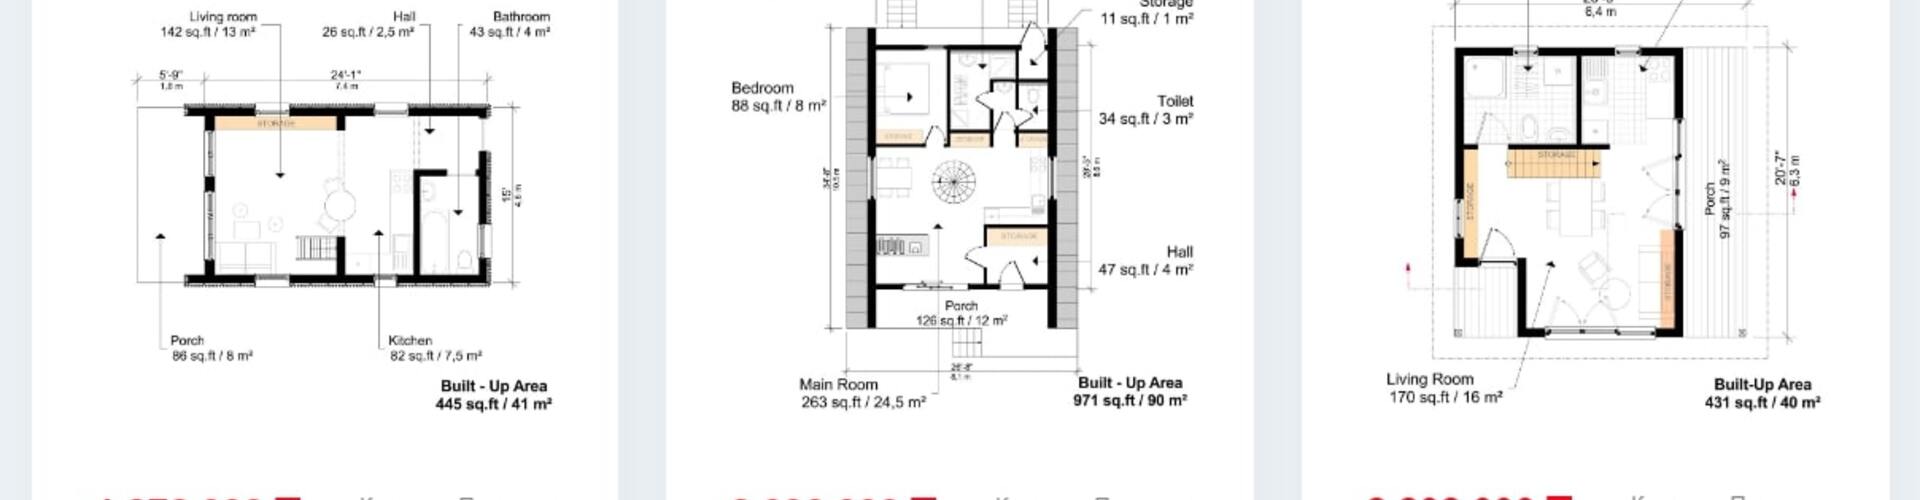 Living room
142 sq.ft / 13 m²
Hall
26 sq.ft / 2,5 m²
Bathroom
43 sq.ft / 4 m²
5'-9"
1,8 m
24'-1"
7,4 m
STORAGE
15'
4,6 m
Porch
86 sq.ft / 8 m²
Kitchen
82 sq.ft / 7,5 m²
Built - Up Area
445 sq.ft / 41 m²
Storage
11 sq.ft / 1 m²
Bedroom
88 sq.ft / 8 m²
Toilet
34 sq.ft / 3 m²
STORAGE
Hall
47 sq.ft / 4 m²
Porch
126 sq.ft / 12 m²
26'-8"
8,1 m
Main Room
263 sq.ft / 24,5 m²
Built - Up Area
971 sq.ft / 90 m²
6,4 m
STORAGE
STORAGE
STORAGE
Porch
97 sq.ft / 9 m²
20'-7"
6,3 m
Living Room
170 sq.ft / 16 m²
Built-Up Area
431 sq.ft / 40 m²